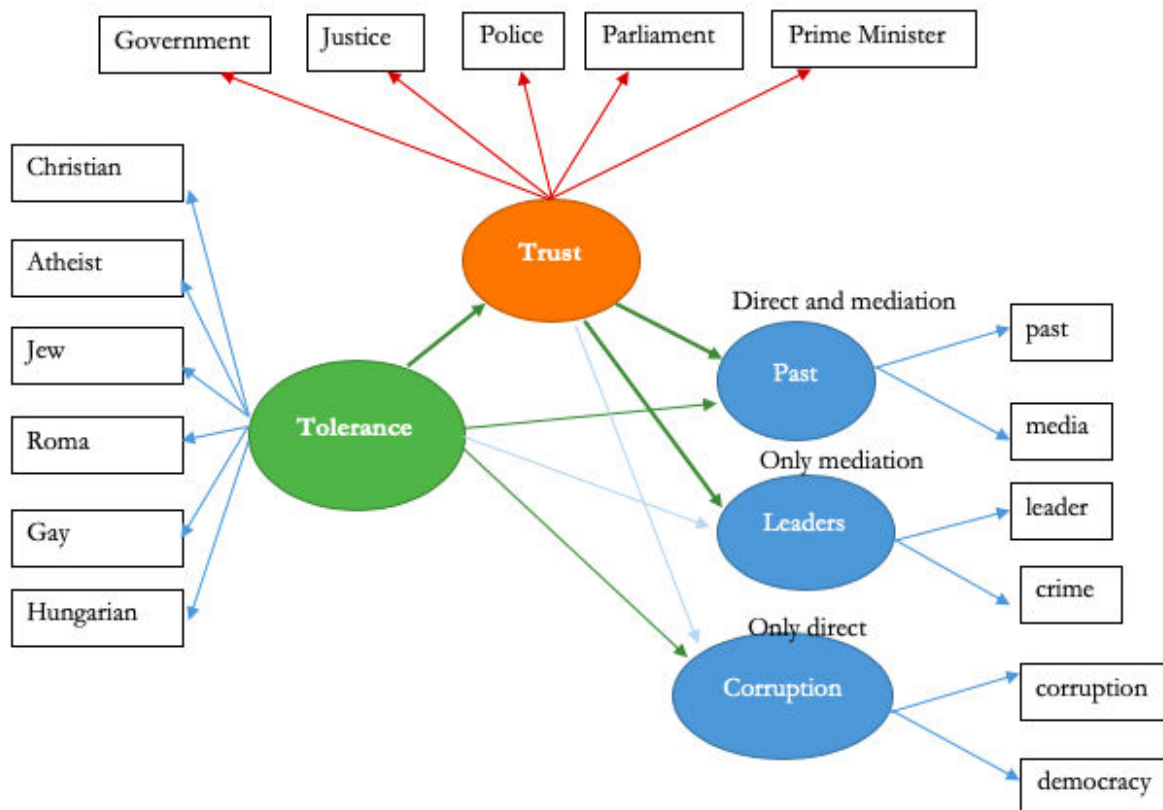 Government
Justice
Police
Parliament
Prime Minister
Christian
Atheist
Jew
Roma
Gay
Hungarian
Trust
Tolerance
Direct and mediation
Past
past
media
Only mediation
Leaders
leader
crime
Only direct
Corruption
corruption
democracy